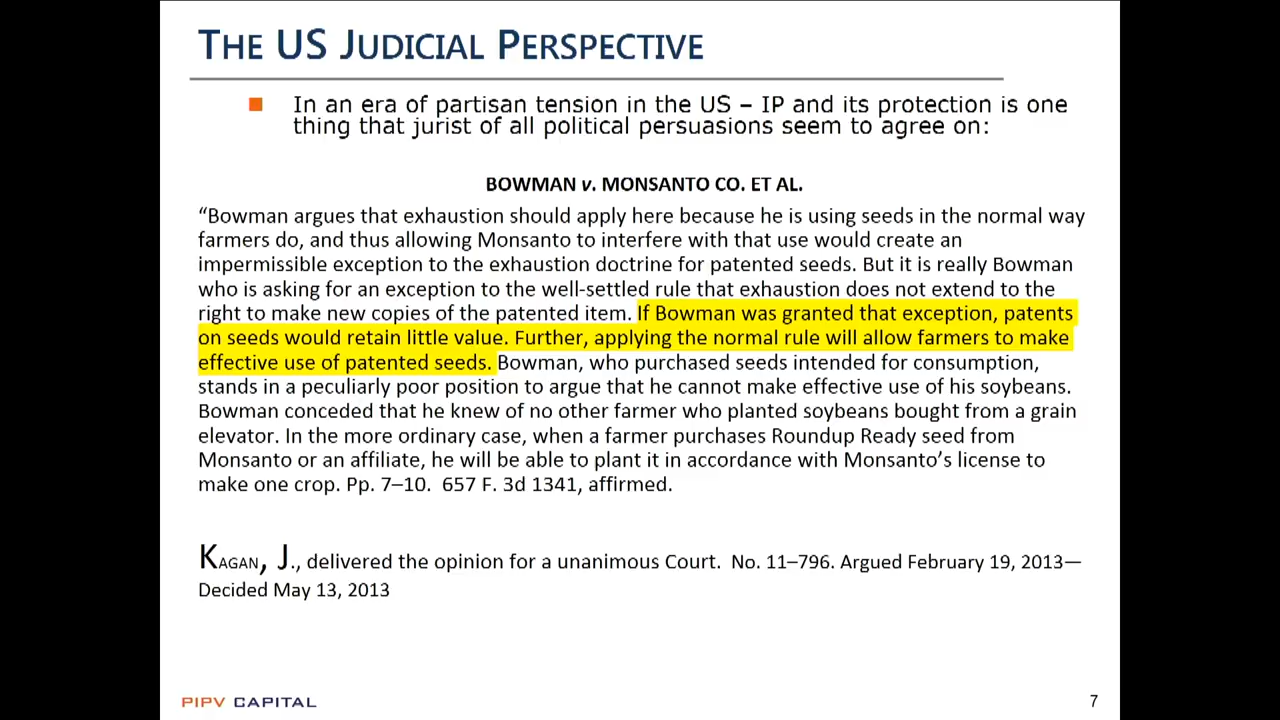 THE US JUDICIAL PERSPECTIVE
In an era of partisan tension in the US – IP and its protection is one
thing that jurist of all political persuasions seem to agree on:
BOWMAN v. MONSANTO CO. ET AL.
“Bowman argues that exhaustion should apply here because he is using seeds in the normal way
farmers do, and thus allowing Monsanto to interfere with that use would create an
impermissible exception to the exhaustion doctrine for patented seeds. But it is really Bowman
who is asking for an exception to the well-settled rule that exhaustion does not extend to the
right to make new copies of the patented item. If Bowman was granted that exception, patents
on seeds would retain little value. Further, applying the normal rule will allow farmers to make
effective use of patented seeds. Bowman, who purchased seeds intended for consumption,
stands in a peculiarly poor position to argue that he cannot make effective use of his soybeans.
Bowman conceded that he knew of no other farmer who planted soybeans bought from a grain
elevator. In the more ordinary case, when a farmer purchases Roundup Ready seed from
Monsanto or an affiliate, he will be able to plant it in accordance with Monsanto’s license to
make one crop. Pp. 7–10. 657 F. 3d 1341, affirmed.
KAGAN, J., delivered the opinion for a unanimous Court. No. 11–796. Argued February 19, 2013—
Decided May 13, 2013
PIPV CAPITAL
7